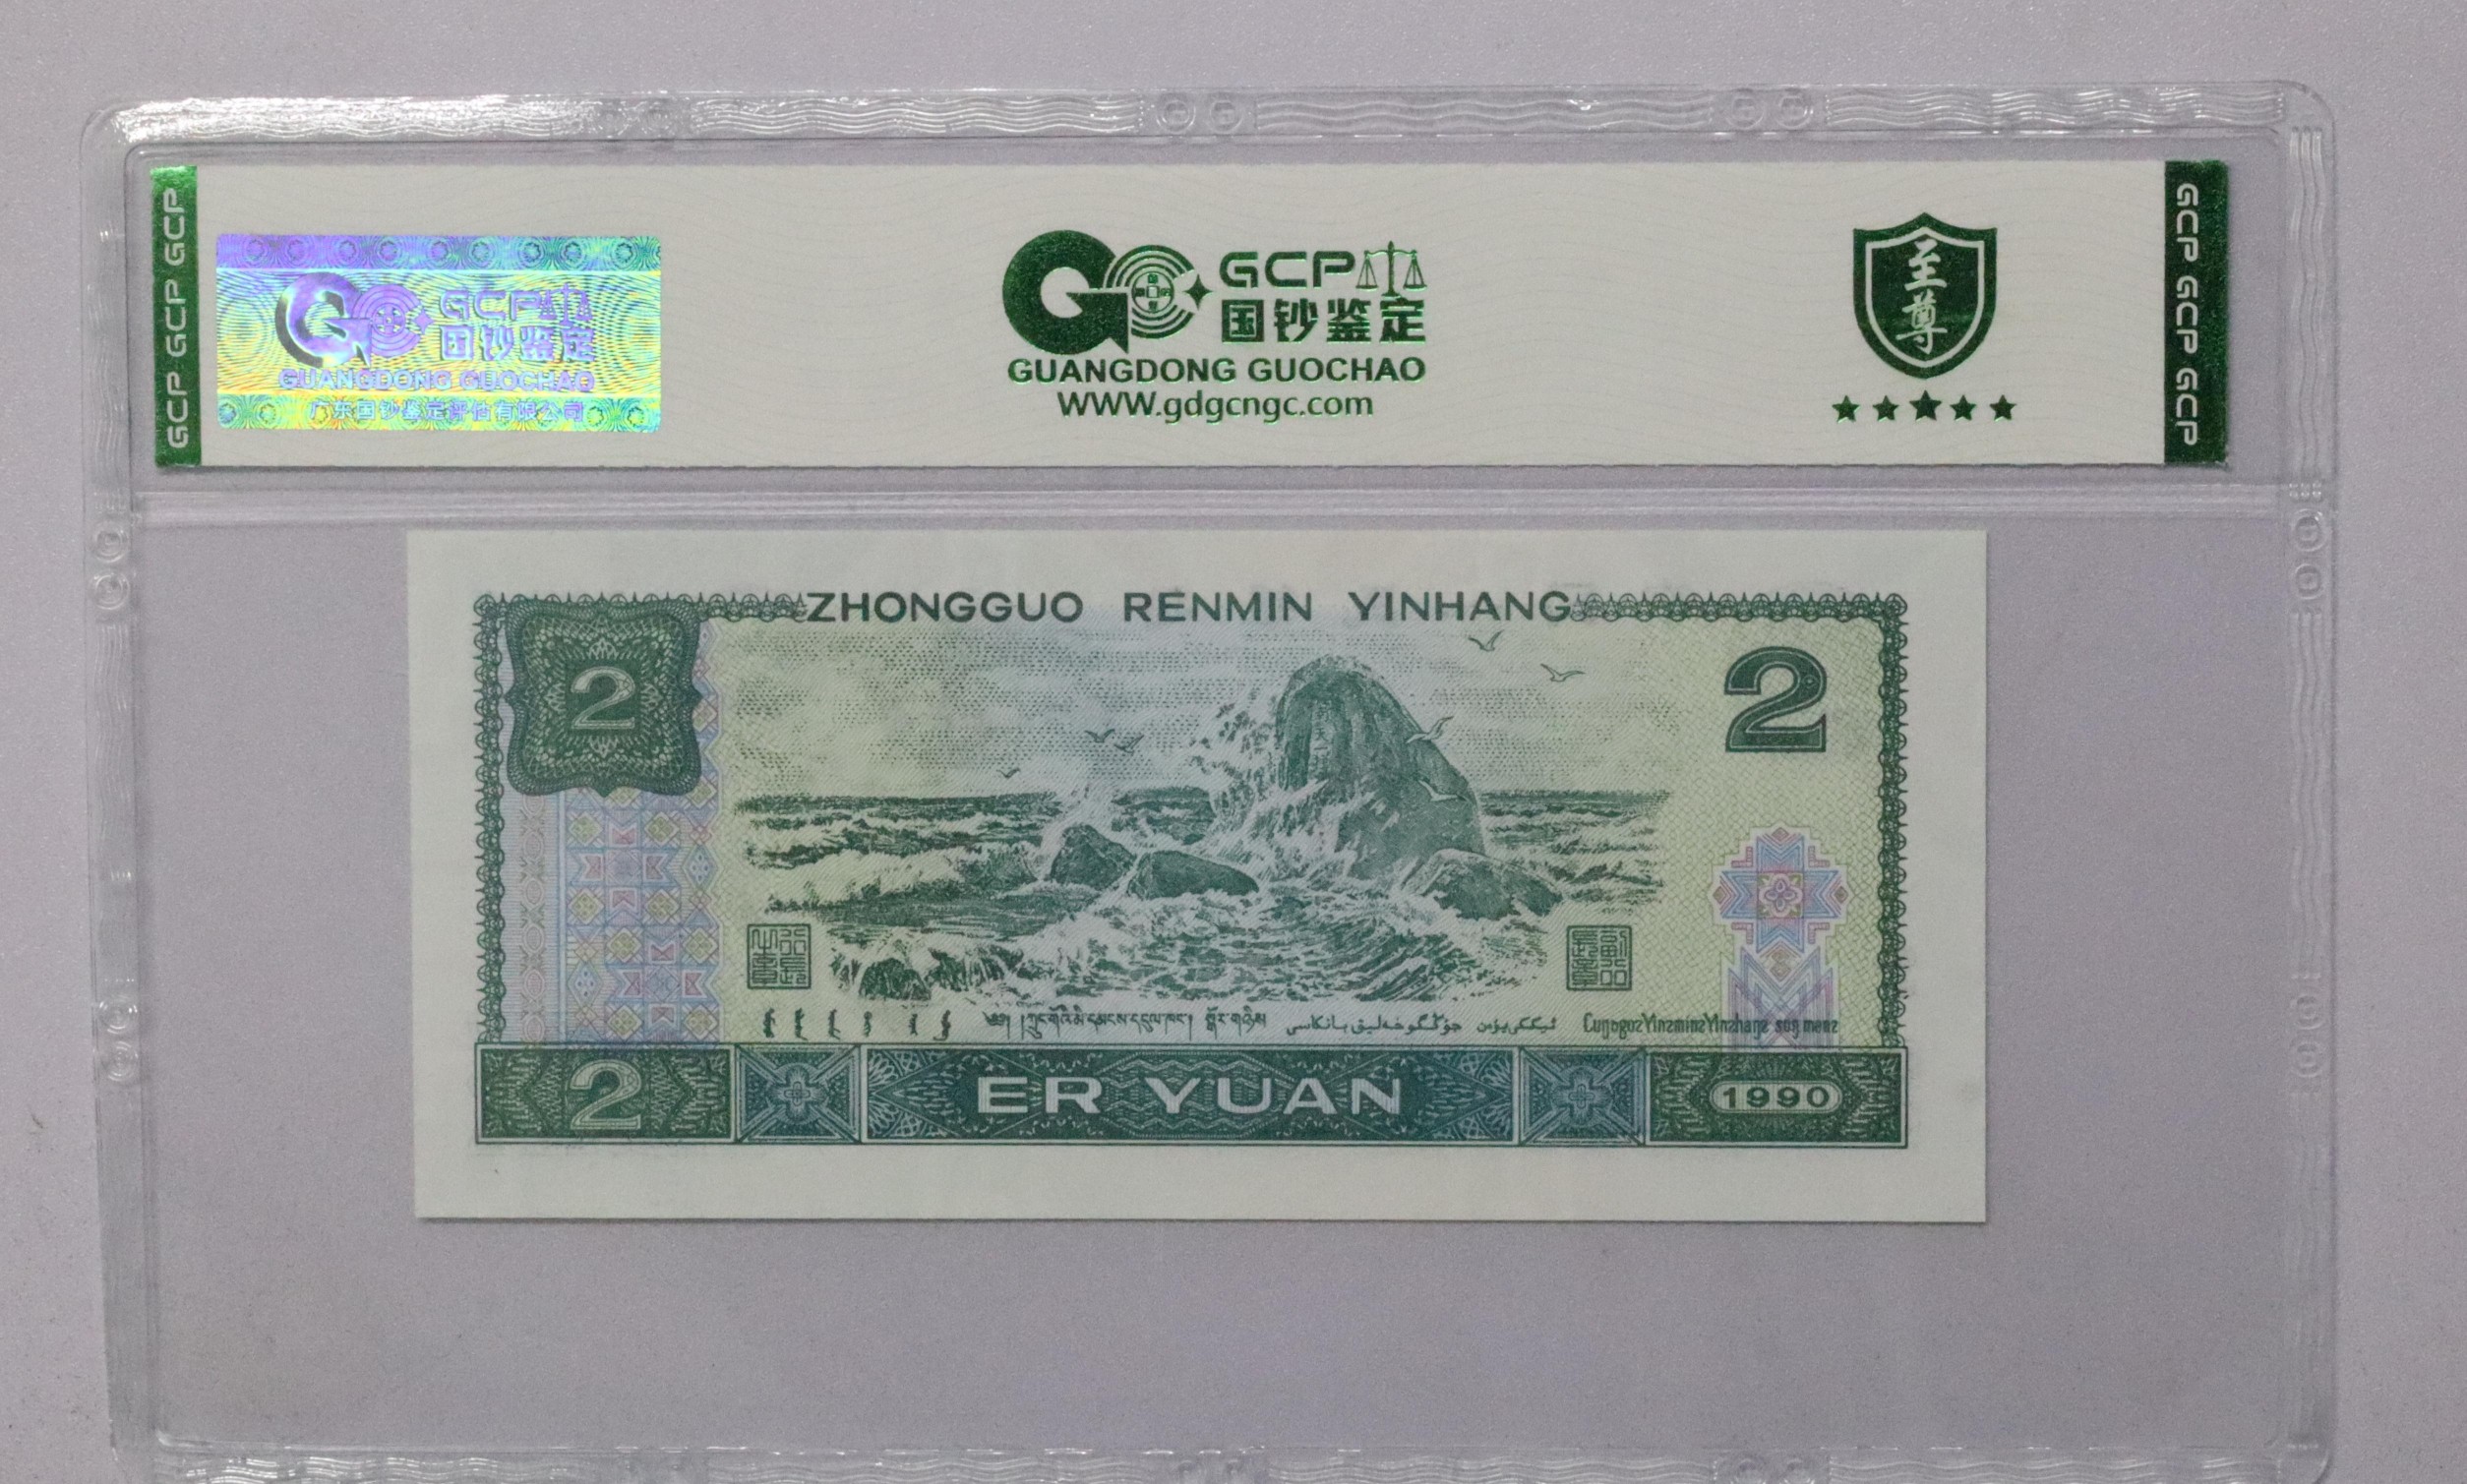 GCP GCP GCP
GCP
国钞鉴定
GUANGDONG GUOCHAO
广东国钞鉴定评估有限公司
GCP
国钞鉴定
GUANGDONG GUOCHAO
WWW.gdgcngc.com
至尊
GCP GCP GCP
ZHONGGUO RENMIN YINHANG
2
2
2
ER YUAN
1990